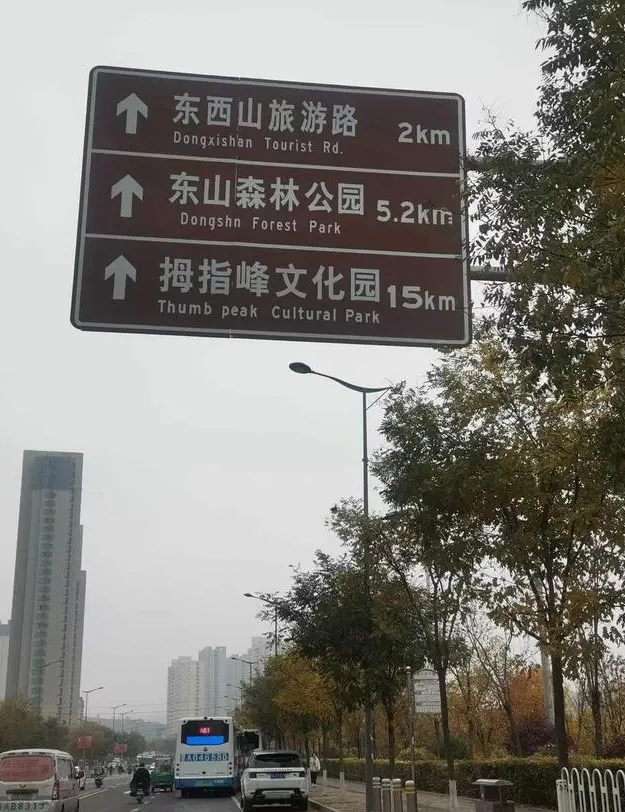 东西山旅游路 2km
Dongxishan Tourist Rd.
东山森林公园 5.2km
Dongshn Forest Park
拇指峰文化园 15km
Thumb peak Cultural Park
A04658D